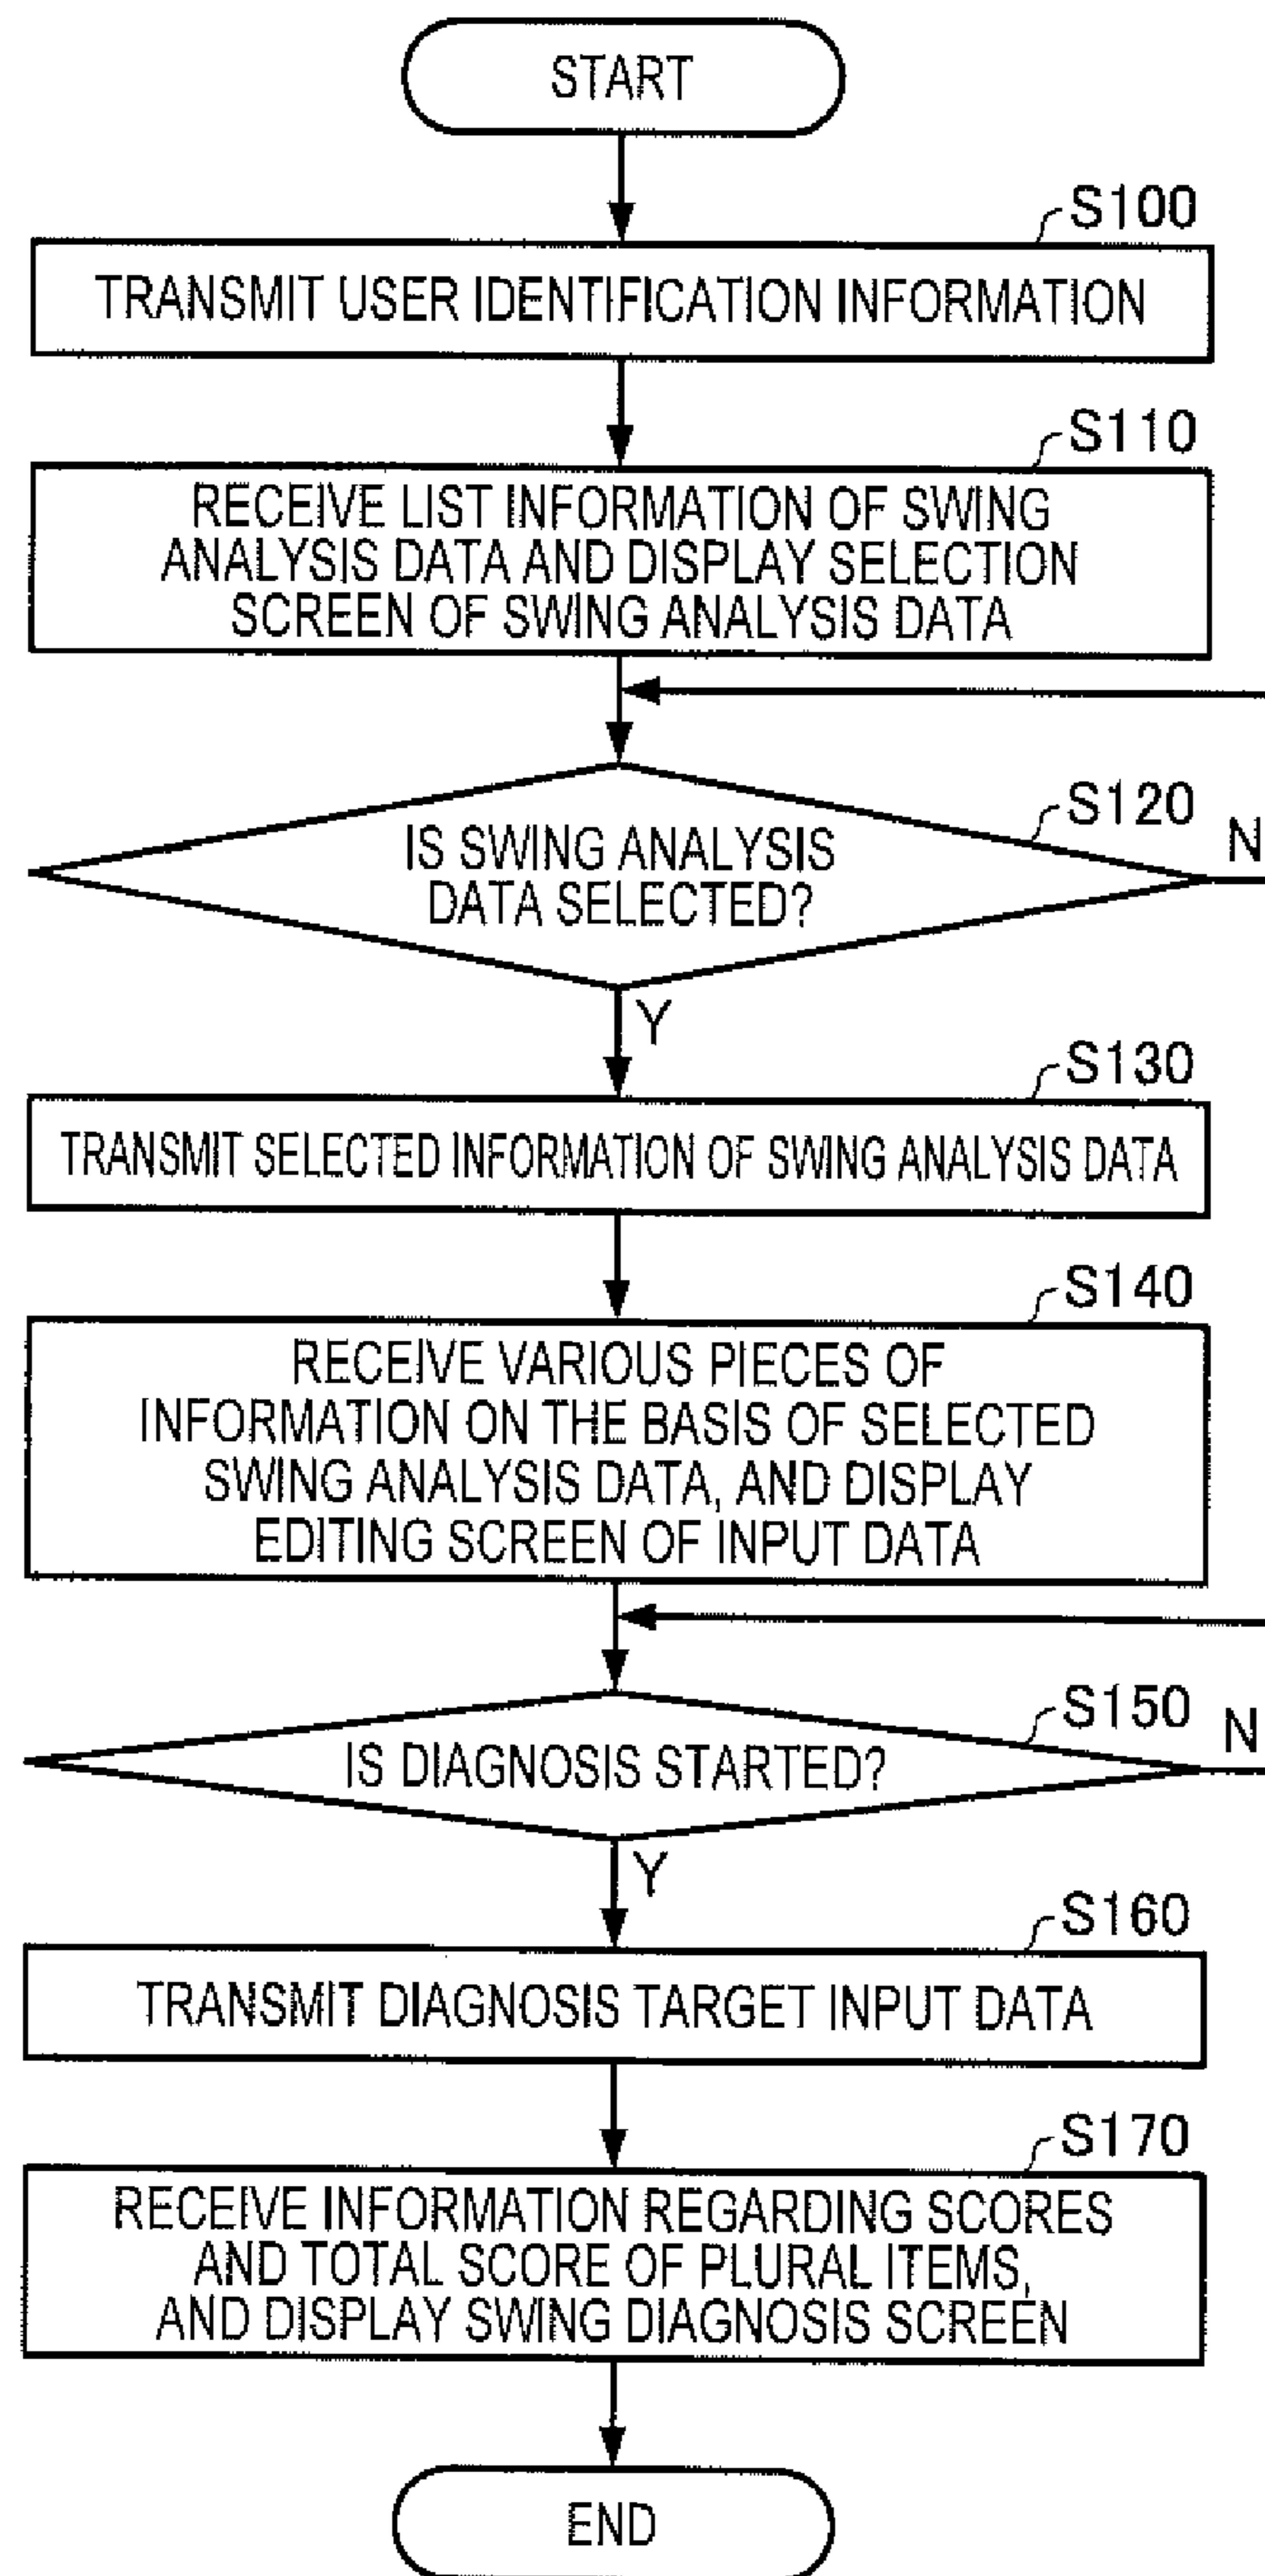 START
S100
TRANSMIT USER IDENTIFICATION INFORMATION
S110
RECEIVE LIST INFORMATION OF SWING
ANALYSIS DATA AND DISPLAY SELECTION
SCREEN OF SWING ANALYSIS DATA
S120
N
IS SWING ANALYSIS
DATA SELECTED?
Y
S130
TRANSMIT SELECTED INFORMATION OF SWING ANALYSIS DATA
S140
RECEIVE VARIOUS PIECES OF
INFORMATION ON THE BASIS OF SELECTED
SWING ANALYSIS DATA, AND DISPLAY
EDITING SCREEN OF INPUT DATA
S150
N
IS DIAGNOSIS STARTED?
Y
S160
TRANSMIT DIAGNOSIS TARGET INPUT DATA
S170
RECEIVE INFORMATION REGARDING SCORES
AND TOTAL SCORE OF PLURAL ITEMS,
AND DISPLAY SWING DIAGNOSIS SCREEN
END